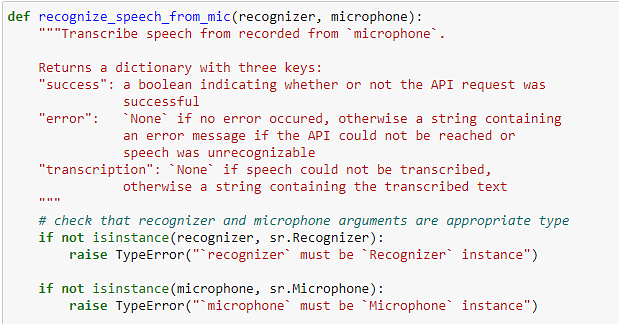 def recognize_speech_from_mic(recognizer, microphone):
    """Transcribe speech from recorded from `microphone`.

    Returns a dictionary with three keys:
    "success": a boolean indicating whether or not the API request was
               successful
    "error":   `None` if no error occured, otherwise a string containing
               an error message if the API could not be reached or
               speech was unrecognizable
    "transcription": `None` if speech could not be transcribed,
               otherwise a string containing the transcribed text
    """
    # check that recognizer and microphone arguments are appropriate type
    if not isinstance(recognizer, sr.Recognizer):
        raise TypeError("`recognizer` must be `Recognizer` instance")

    if not isinstance(microphone, sr.Microphone):
        raise TypeError("`microphone` must be `Microphone` instance")